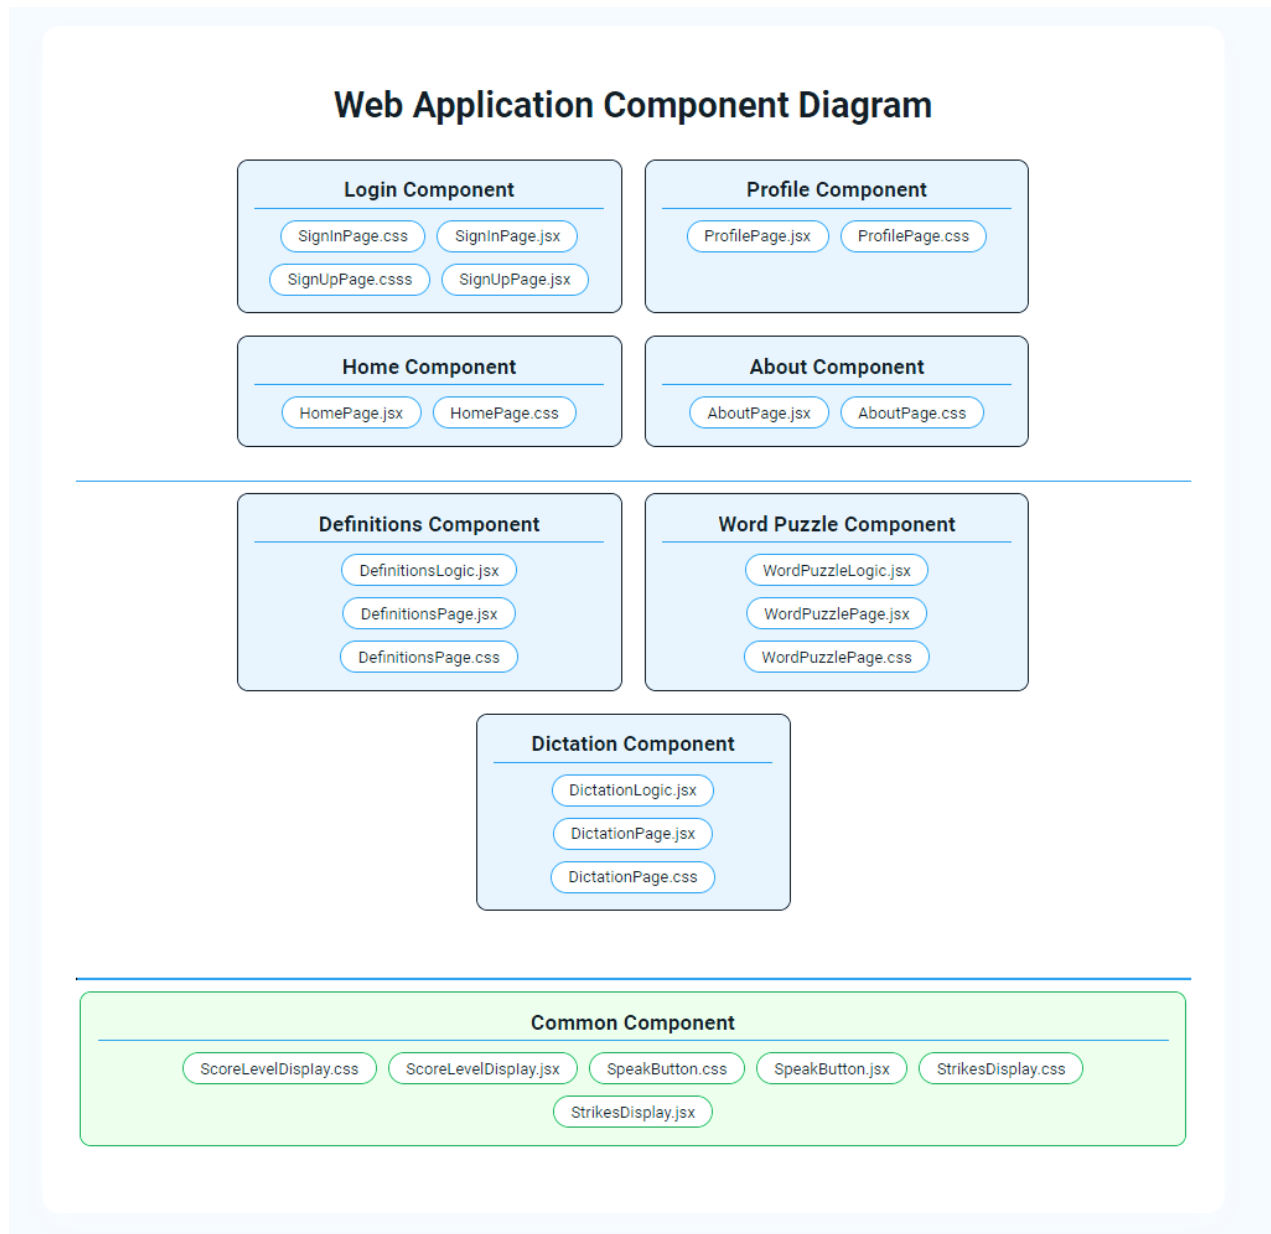 Web Application Component Diagram
Login Component
SignInPage.css SignInPage.jsx
SignUpPage.csss SignUpPage.jsx
Profile Component
ProfilePage.jsx ProfilePage.css
Home Component
HomePage.jsx HomePage.css
About Component
AboutPage.jsx AboutPage.css
Definitions Component
DefinitionsLogic.jsx
DefinitionsPage.jsx
DefinitionsPage.css
Word Puzzle Component
WordPuzzleLogic.jsx
WordPuzzlePage.jsx
WordPuzzlePage.css
Dictation Component
DictationLogic.jsx
DictationPage.jsx
DictationPage.css
Common Component
ScoreLevelDisplay.css ScoreLevelDisplay.jsx SpeakButton.css SpeakButton.jsx StrikesDisplay.css
StrikesDisplay.jsx